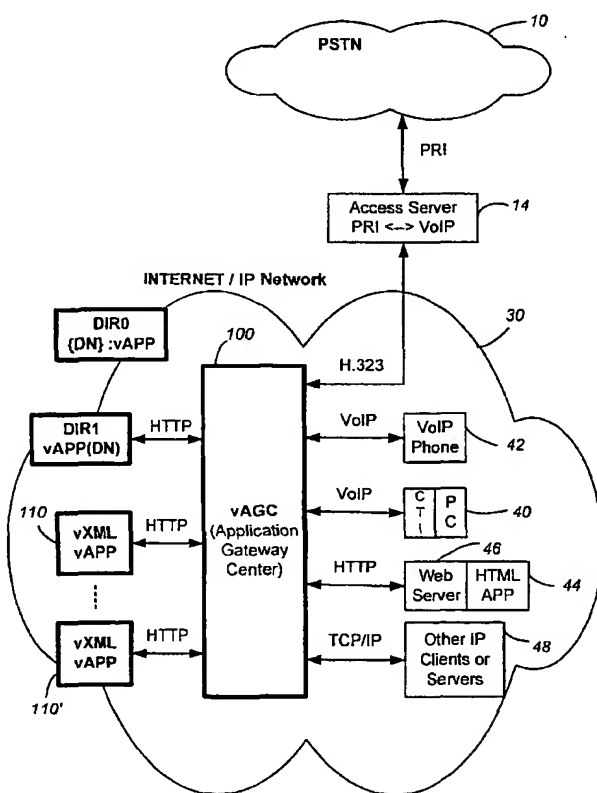 10
PSTN
PRI
Access Server
PRI <--> VoIP
14
INTERNET / IP Network
30
DIR0
{DN} :vAPP
100
H.323
DIR1
vAPP(DN)
HTTP
VoIP
VoIP
Phone
42
vAGC
(Application
Gateway
Center)
VoIP
C
T
I
P
C
40
110
vXML
vAPP
HTTP
HTTP
46
Web
Server
HTML
APP
44
vXML
vAPP
HTTP
110'
TCP/IP
Other IP
Clients or
Servers
48